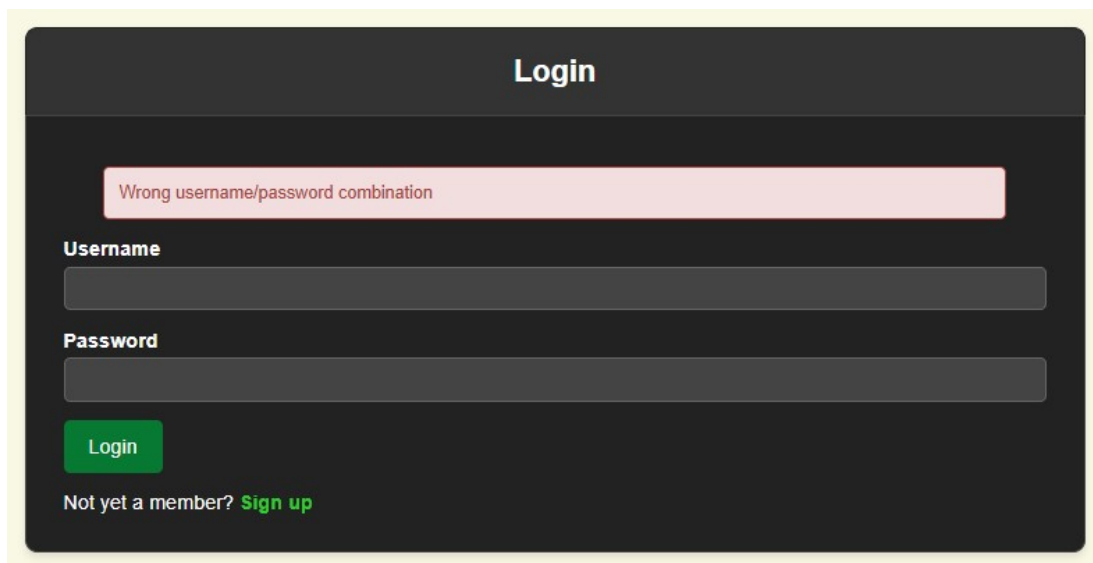 Login
Wrong username/password combination
Username
Password
Login
Not yet a member? Sign up